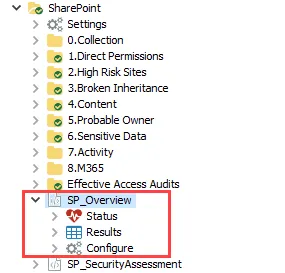 SharePoint
Settings
0.Collection
1.Direct Permissions
2.High Risk Sites
3.Broken Inheritance
4.Content
5.Probable Owner
6.Sensitive Data
7.Activity
8.M365
Effective Access Audits
SP_Overview
Status
Results
Configure
SP_SecurityAssessment